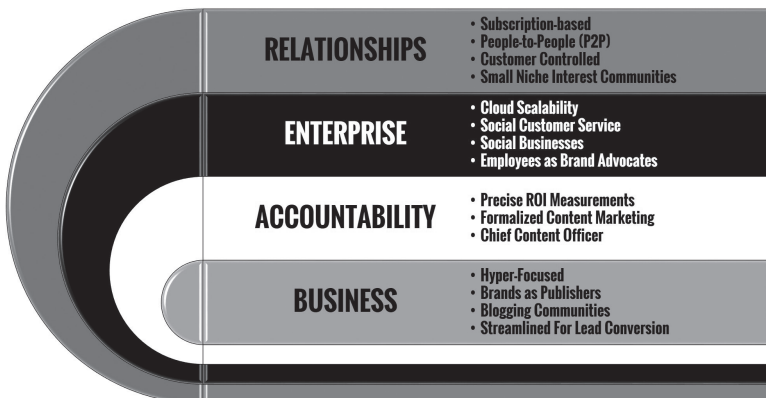 RELATIONSHIPS
• Subscription-based
• People-to-People (P2P)
• Customer Controlled
• Small Niche Interest Communities
ENTERPRISE
• Cloud Scalability
• Social Customer Service
• Social Businesses
• Employees as Brand Advocates
ACCOUNTABILITY
• Precise ROI Measurements
• Formalized Content Marketing
• Chief Content Officer
BUSINESS
• Hyper-Focused
• Brands as Publishers
• Blogging Communities
• Streamlined For Lead Conversion